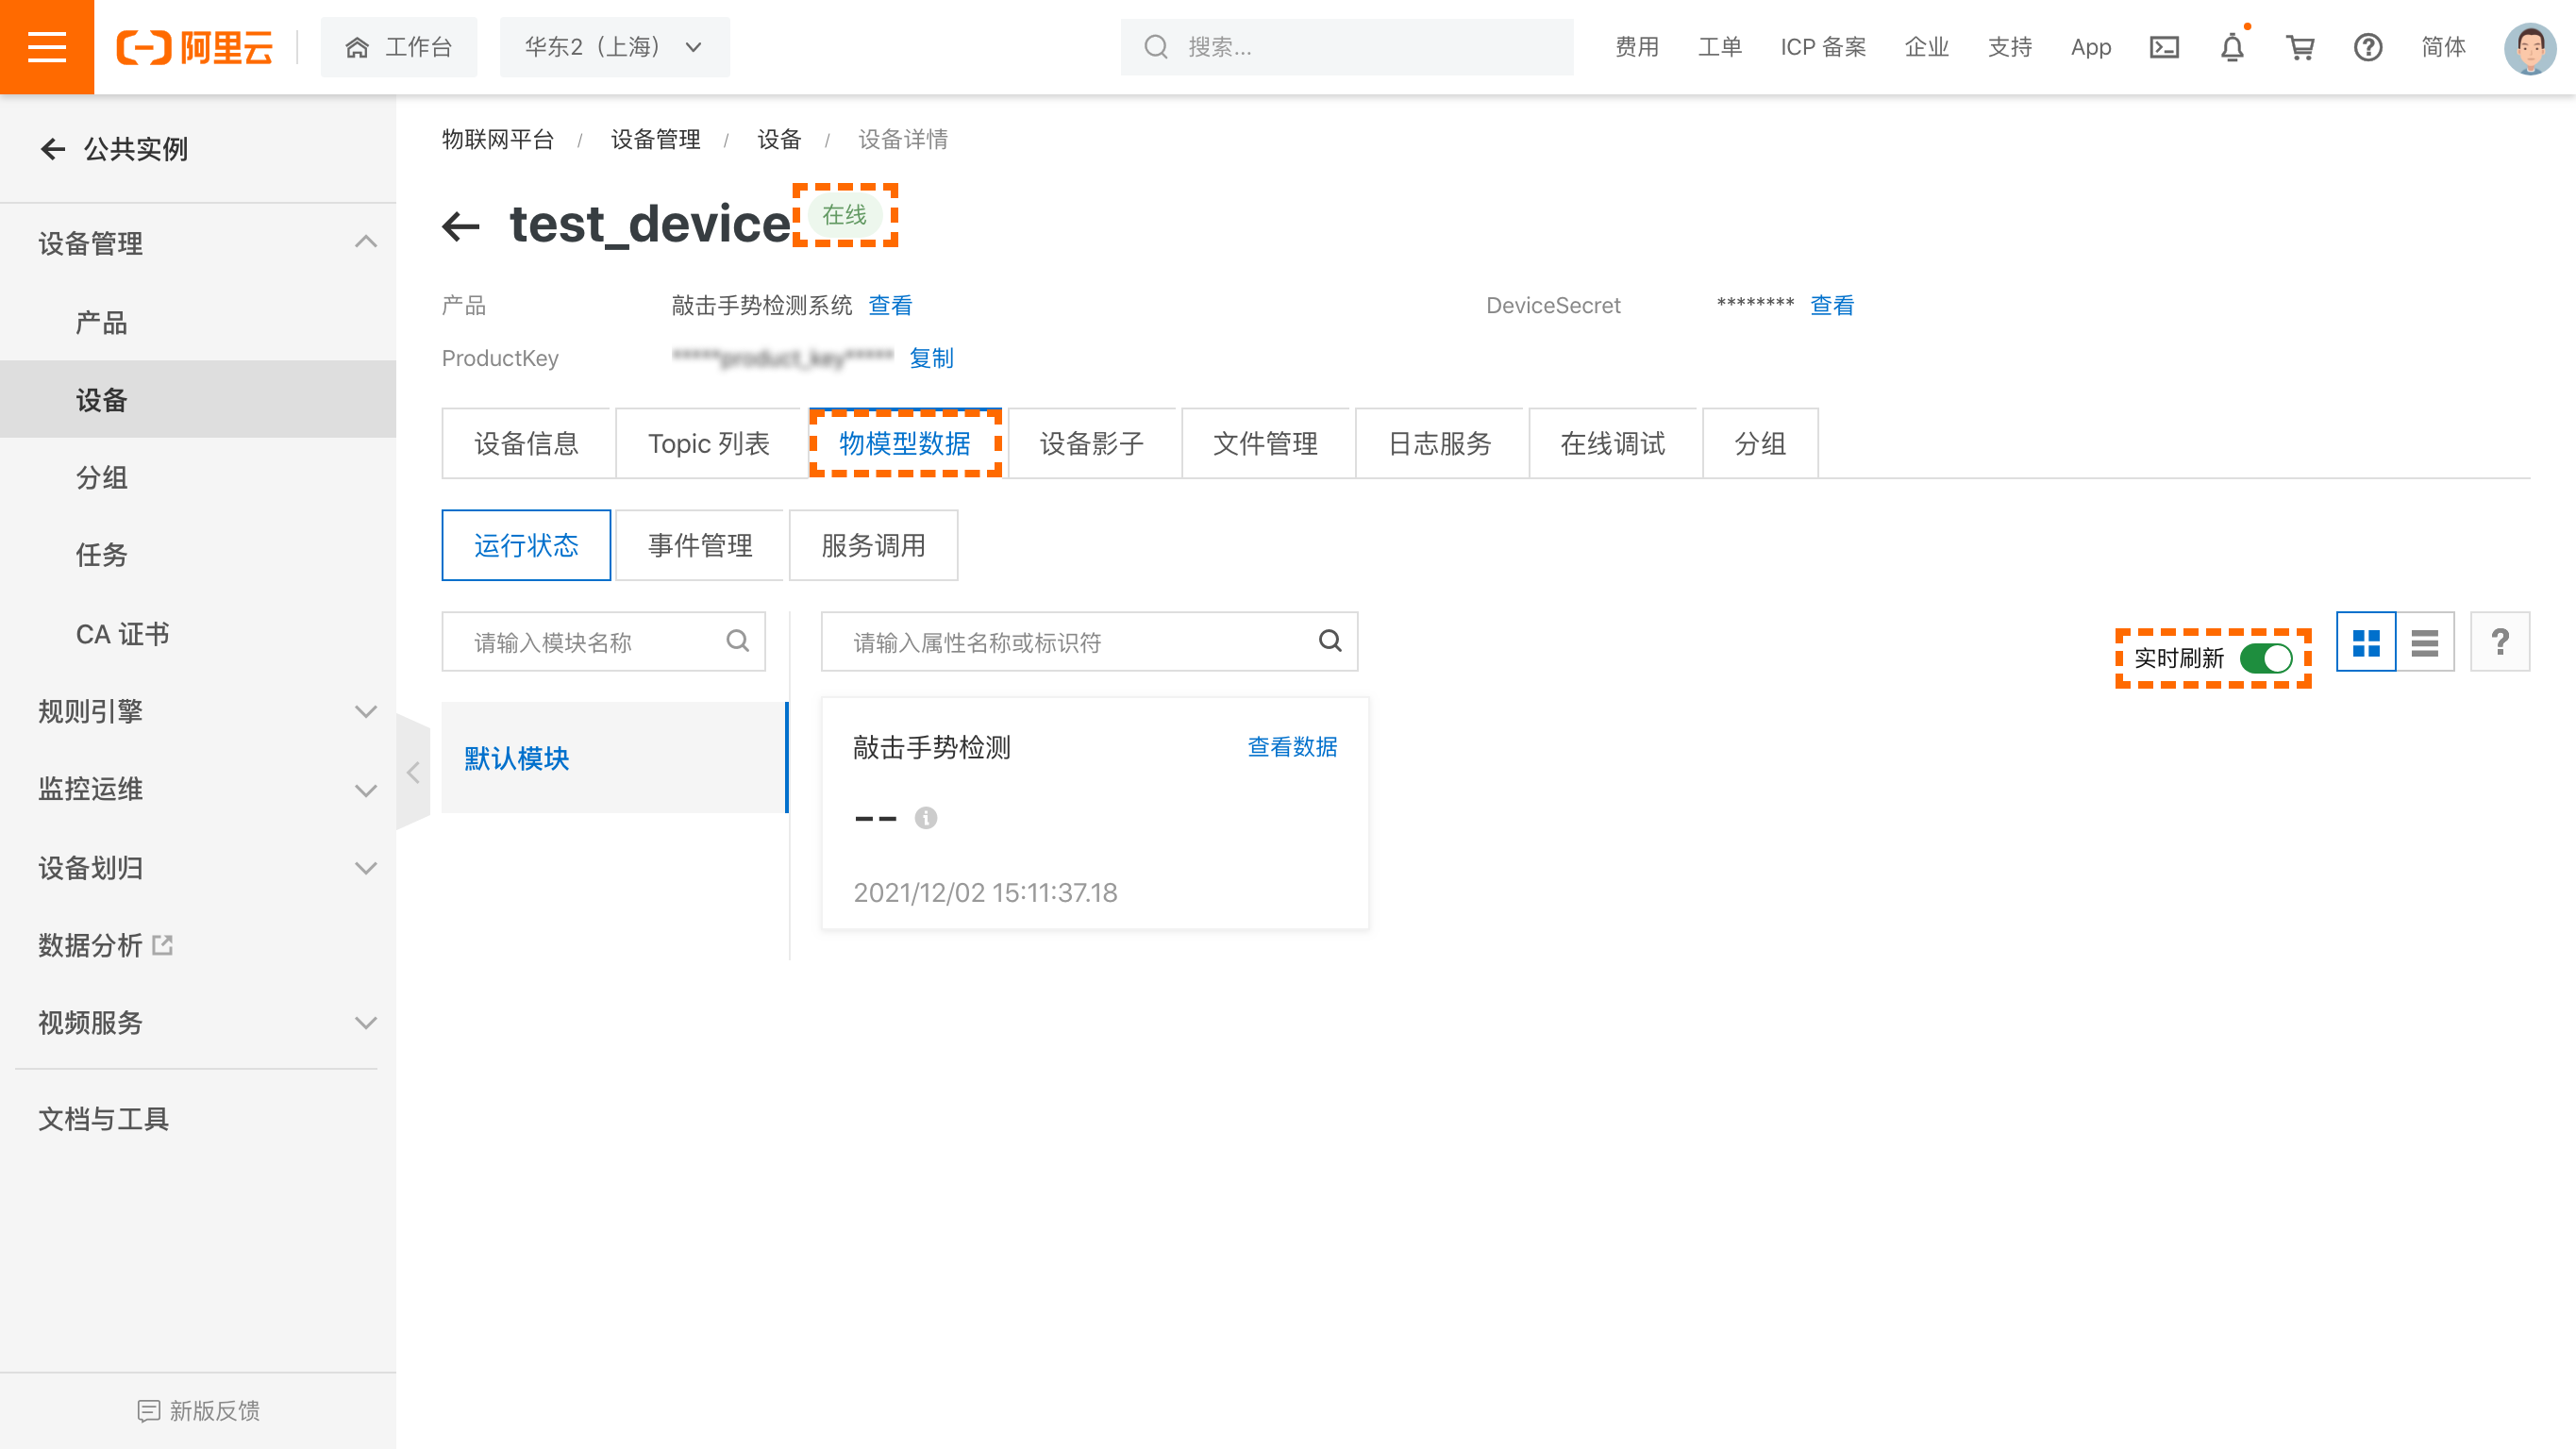 阿里云 工作台 华东2（上海） 搜索... 费用 工单 ICP 备案 企业 支持 App 简体
公共实例
设备管理
产品
设备
分组
任务
CA 证书
规则引擎
监控运维
设备划归
数据分析
视频服务
文档与工具
新版反馈
物联网平台 / 设备管理 / 设备 / 设备详情
test_device 在线
产品 敲击手势检测系统 查看 DeviceSecret ******** 查看
ProductKey *****product_key***** 复制
设备信息 Topic 列表 物模型数据 设备影子 文件管理 日志服务 在线调试 分组
运行状态 事件管理 服务调用
请输入模块名称 请输入属性名称或标识符 实时刷新 ?
默认模块
敲击手势检测 查看数据
--
2021/12/02 15:11:37.18